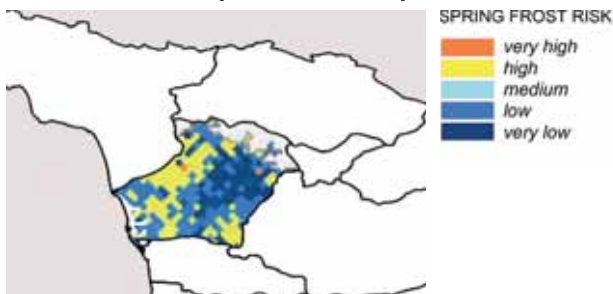 SPRING FROST RISK
very high
high
medium
low
very low